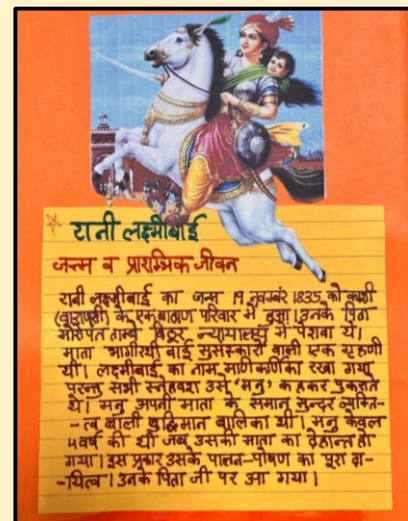 रानी लक्ष्मीबाई
जन्म व प्रारम्भिक जीवन
रानी लक्ष्मीबाई का जन्म 19 नवम्बर 1835 को काशी
(वाराणसी) के एक ब्राह्मण परिवार में हुआ। उनके पिता
मोरोपंत ताम्बे बिठूर न्यायालय में पेशवा थे।
माता भागीरथी बाई सुसंस्कारो वाली एक गृहणी
थी। लक्ष्मीबाई का नाम मणिकर्णिका रखा गया
परन्तु सभी स्नेहवश उसे 'मनु' कहकर पुकारते
थे। मनु अपनी माता के समान सुन्दर व्यक्ति-
-त्व वाली बुद्धिमान बालिका थी। मनु केवल
4 वर्ष की थी जब उसकी माता का देहान्त हो
गया। इस प्रकार उसके पालन-पोषण का पूरा दा-
-यित्व। उनके पिता जी पर आ गया।